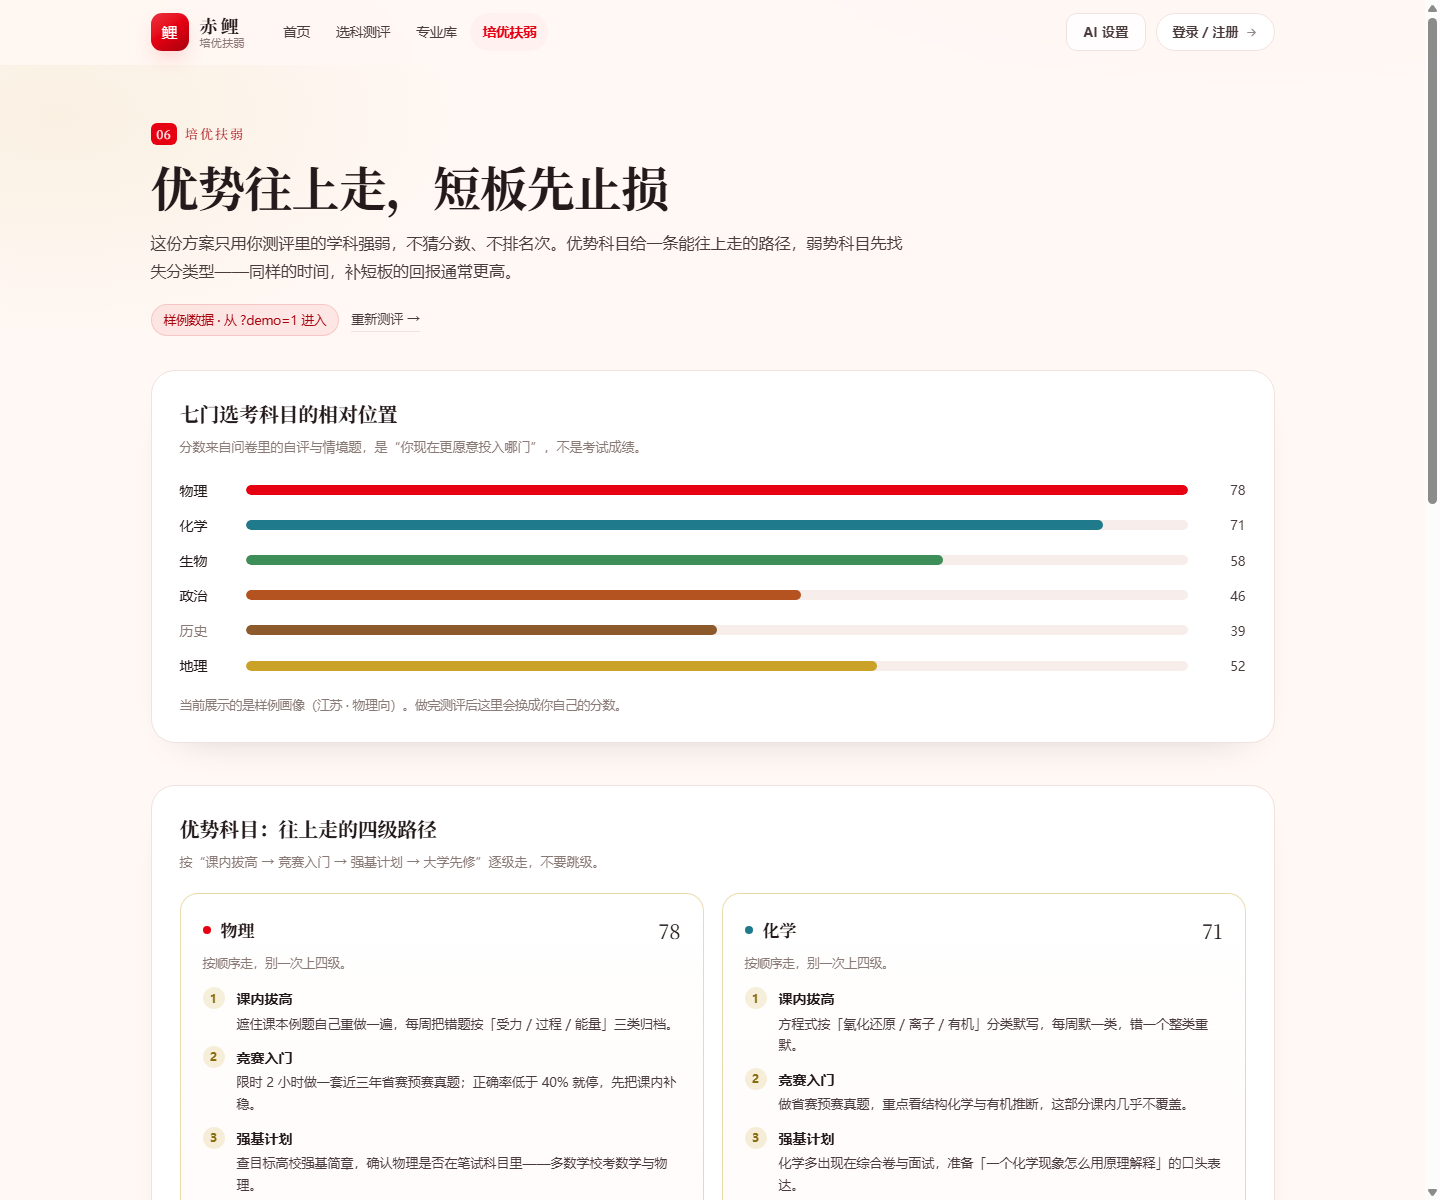 鲤
赤鲤
培优扶弱
首页
选科测评
专业库
培优扶弱
AI 设置
登录 / 注册 →
06 培优扶弱
优势往上走，短板先止损
这份方案只用你测评里的学科强弱，不猜分数、不排名次。优势科目给一条能往上走的路径，弱势科目先找
失分类型——同样的时间，补短板的回报通常更高。
样例数据 · 从 ?demo=1 进入
重新测评 →
七门选考科目的相对位置
分数来自问卷里的自评与情境题，是“你现在更愿意投入哪门”，不是考试成绩。
物理 78
化学 71
生物 58
政治 46
历史 39
地理 52
当前展示的是样例画像（江苏 · 物理向）。做完测评后这里会换成你自己的分数。
优势科目：往上走的四级路径
按“课内拔高 → 竞赛入门 → 强基计划 → 大学先修”逐级走，不要跳级。
物理 78
按顺序走，别一次上四级。
1 课内拔高
遮住课本例题自己重做一遍，每周把错题按「受力 / 过程 / 能量」三类归档。
2 竞赛入门
限时 2 小时做一套近三年省赛预赛真题；正确率低于 40% 就停，先把课内补
稳。
3 强基计划
查目标高校强基简章，确认物理是否在笔试科目里——多数学校考数学与物
理。
化学 71
按顺序走，别一次上四级。
1 课内拔高
方程式按「氧化还原 / 离子 / 有机」分类默写，每周默一类，错一个整类重
默。
2 竞赛入门
做省赛预赛真题，重点看结构化学与有机推断，这部分课内几乎不覆盖。
3 强基计划
化学多出现在综合卷与面试，准备「一个化学现象怎么用原理解释」的口头表
达。